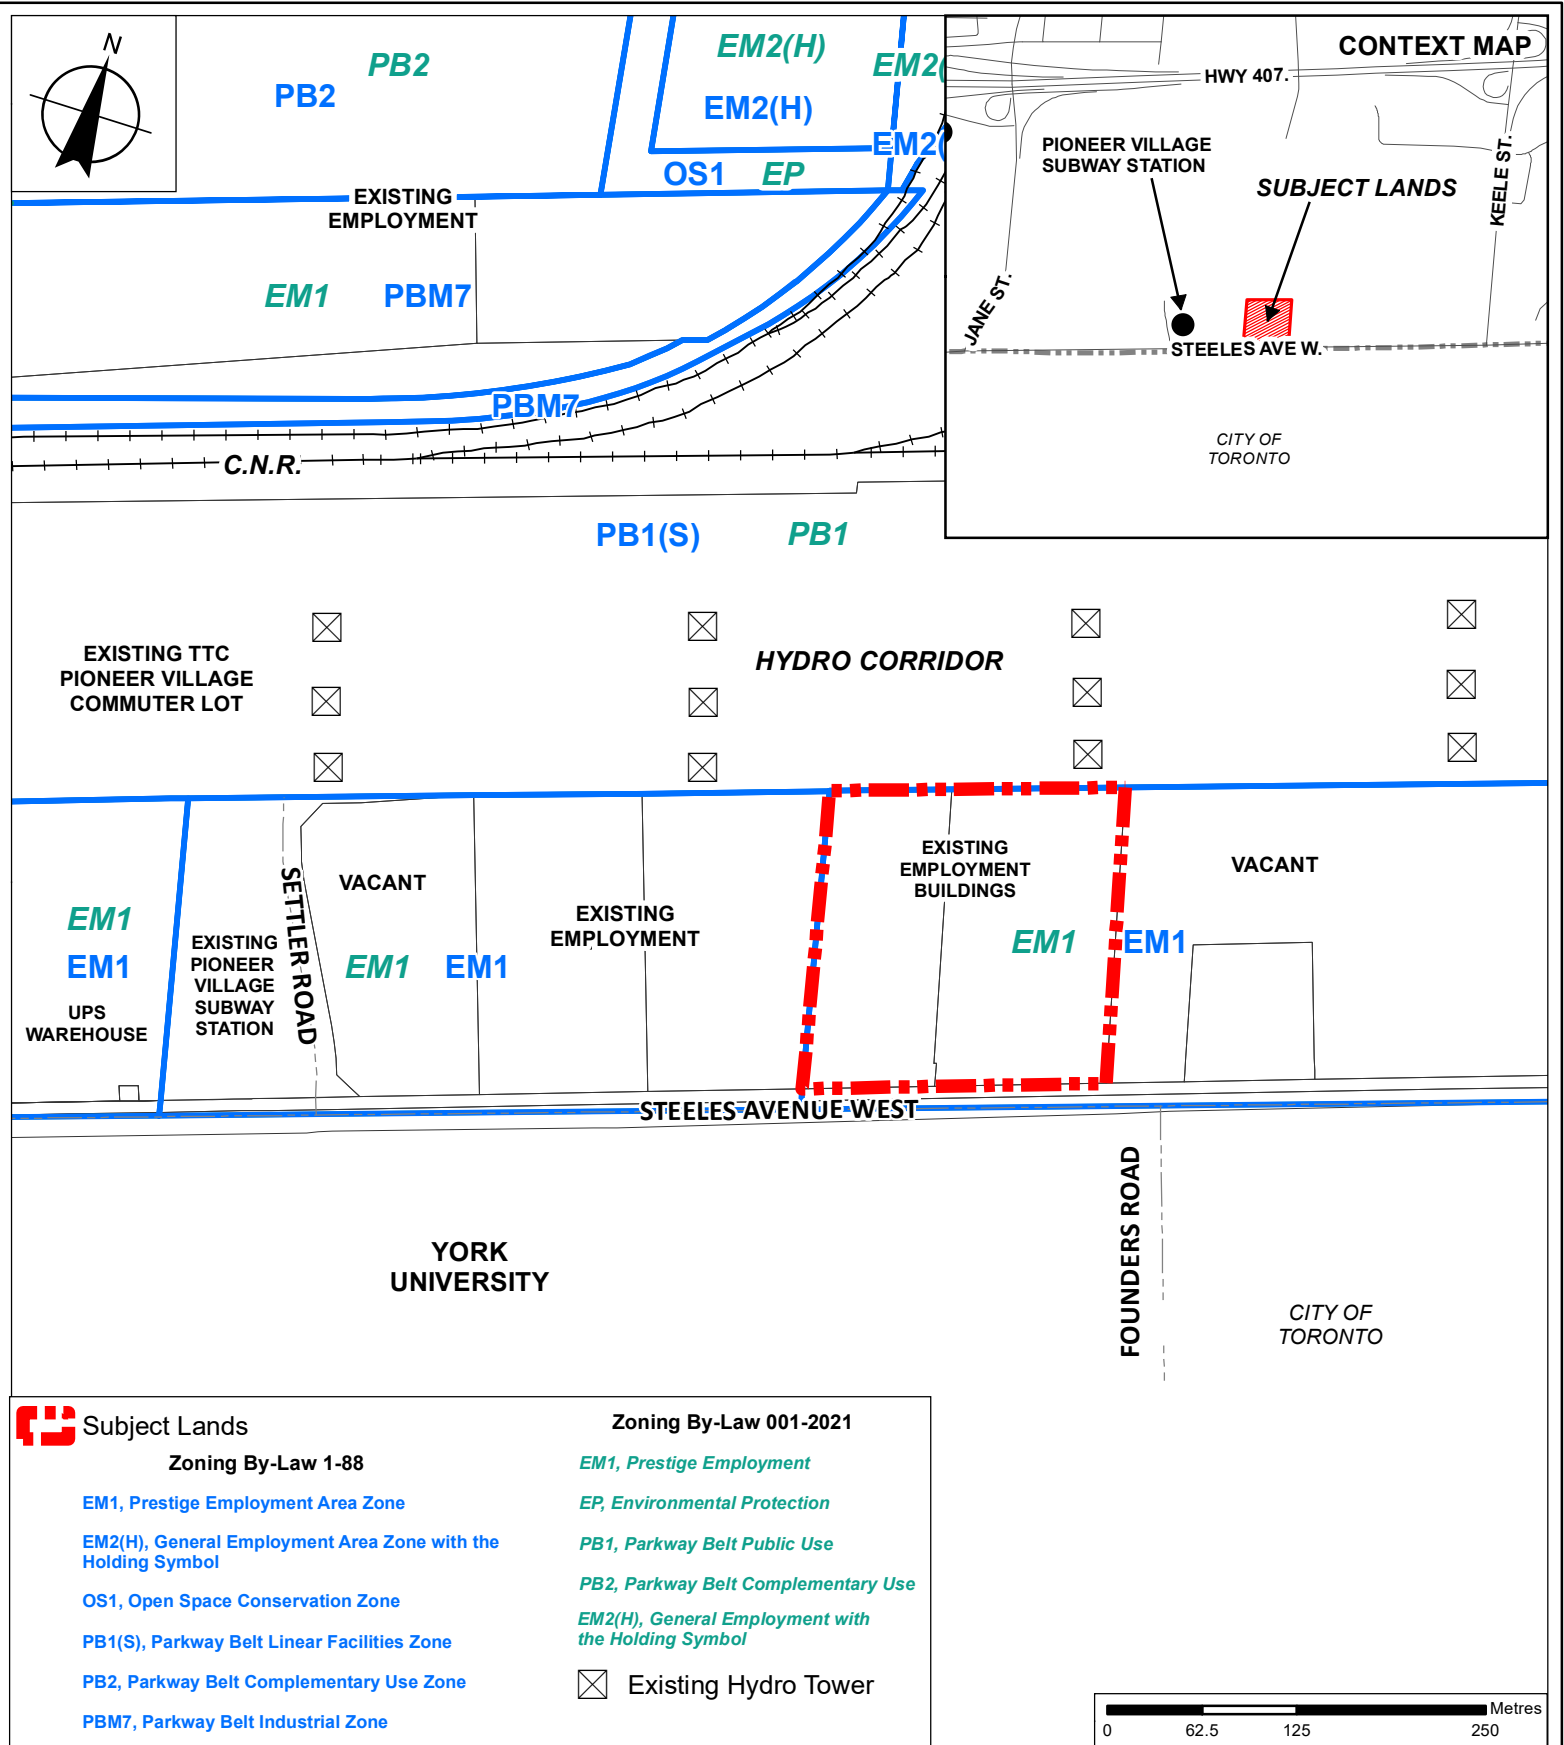 N
PB2
PB2
EM2(H)
EM2(
EM2(H)
EM2(
OS1
EP
EXISTING
EMPLOYMENT
EM1
PBM7
PBM7
C.N.R.
CONTEXT MAP
HWY 407.
PIONEER VILLAGE
SUBWAY STATION
SUBJECT LANDS
KEELE ST.
JANE ST.
STEELES AVE W.
CITY OF
TORONTO
PB1(S)
PB1
EXISTING TTC
PIONEER VILLAGE
COMMUTER LOT
HYDRO CORRIDOR
EM1
EM1
UPS
WAREHOUSE
EXISTING
PIONEER
VILLAGE
SUBWAY
STATION
SETTLER ROAD
VACANT
EM1
EM1
EXISTING
EMPLOYMENT
EXISTING
EMPLOYMENT
BUILDINGS
EM1
EM1
VACANT
STEELES AVENUE WEST
FOUNDERS ROAD
YORK
UNIVERSITY
CITY OF
TORONTO
Subject Lands
Zoning By-Law 1-88
EM1, Prestige Employment Area Zone
EM2(H), General Employment Area Zone with the
Holding Symbol
OS1, Open Space Conservation Zone
PB1(S), Parkway Belt Linear Facilities Zone
PB2, Parkway Belt Complementary Use Zone
PBM7, Parkway Belt Industrial Zone
Zoning By-Law 001-2021
EM1, Prestige Employment
EP, Environmental Protection
PB1, Parkway Belt Public Use
PB2, Parkway Belt Complementary Use
EM2(H), General Employment with
the Holding Symbol
Existing Hydro Tower
Metres
0 62.5 125 250